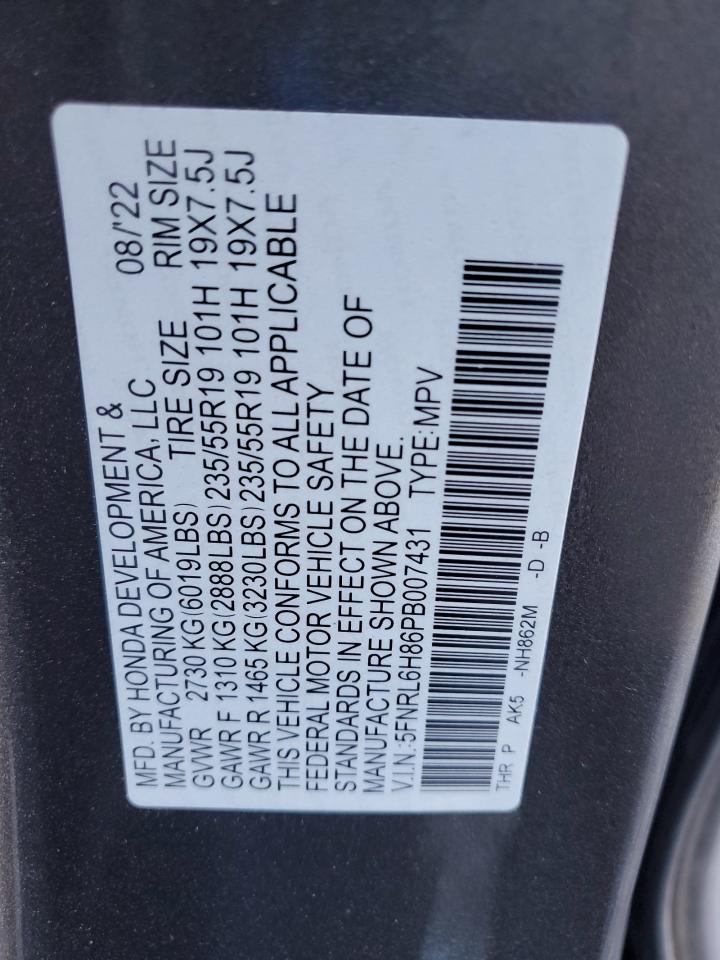 MFD. BY HONDA DEVELOPMENT &
MANUFACTURING OF AMERICA, LLC 08/'22
GVWR 2730 KG(6019LBS) TIRE SIZE RIM SIZE
GAWR F 1310 KG(2888LBS) 235/55R19 101H 19X7.5J
GAWR R 1465 KG(3230LBS) 235/55R19 101H 19X7.5J
THIS VEHICLE CONFORMS TO ALL APPLICABLE
FEDERAL MOTOR VEHICLE SAFETY
STANDARDS IN EFFECT ON THE DATE OF
MANUFACTURE SHOWN ABOVE.
V.I.N.:5FNRL6H86PB007431 TYPE:MPV
THR P AK5 -NH862M -D -B